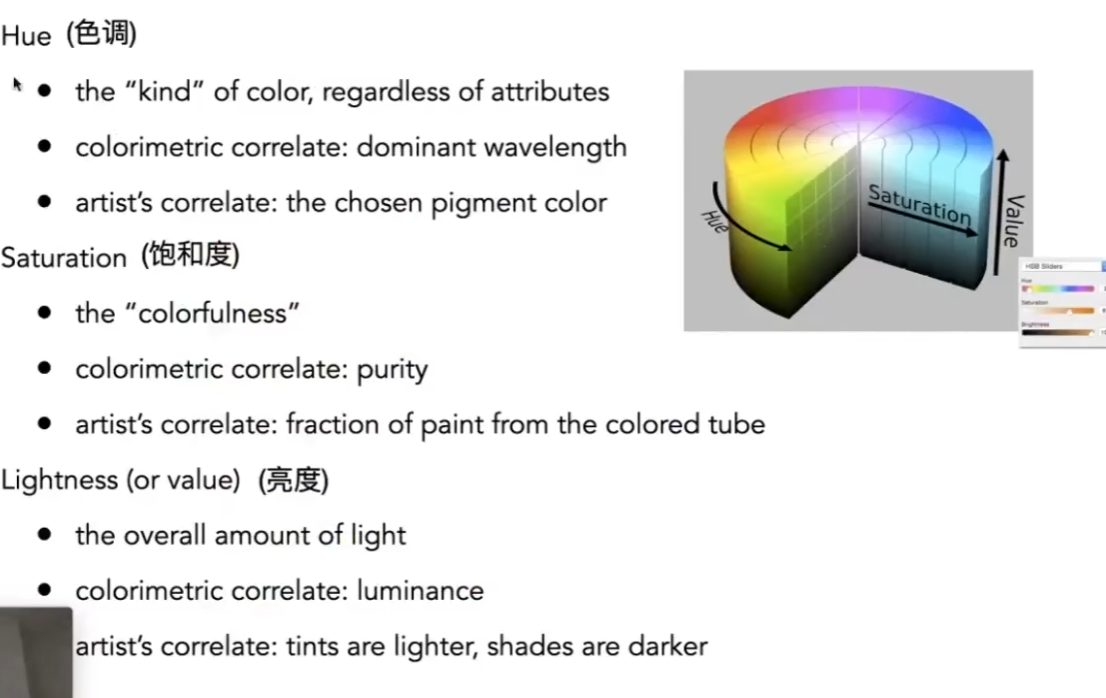 Hue (色调)
• the “kind” of color, regardless of attributes
• colorimetric correlate: dominant wavelength
• artist’s correlate: the chosen pigment color
Saturation (饱和度)
• the “colorfulness”
• colorimetric correlate: purity
• artist’s correlate: fraction of paint from the colored tube
Lightness (or value) (亮度)
• the overall amount of light
• colorimetric correlate: luminance
artist’s correlate: tints are lighter, shades are darker
Hue
Saturation
Value
HSB Sliders
Hue
Saturation
Brightness